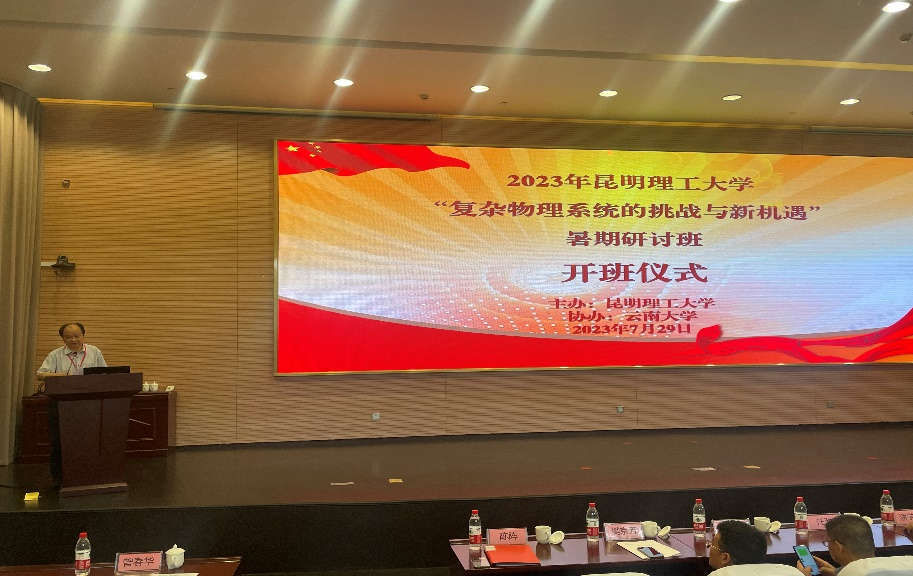 2023年昆明理工大学
“复杂物理系统的挑战与新机遇”
暑期研讨班
开班仪式
主办：昆明理工大学
协办：云南大学
2023年7月29日
曾春华